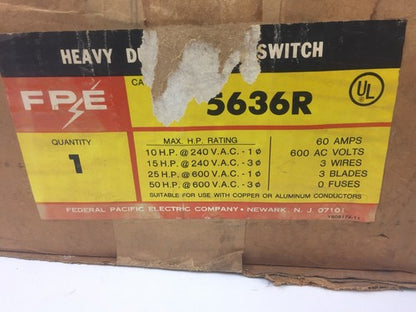 HEAVY DU SWITCH
FPE
CA
5636R
UL
QUANTITY
1
MAX. H.P. RATING
10 H.P. @ 240 V.A.C. - 1ø
15 H.P. @ 240 V.A.C. - 3ø
25 H.P. @ 600 V.A.C. - 1ø
50 H.P. @ 600 V.A.C. - 3ø
60 AMPS
600 AC VOLTS
3 WIRES
3 BLADES
0 FUSES
SUITABLE FOR USE WITH COPPER OR ALUMINUM CONDUCTORS
FEDERAL PACIFIC ELECTRIC COMPANY • NEWARK, N. J. 07101